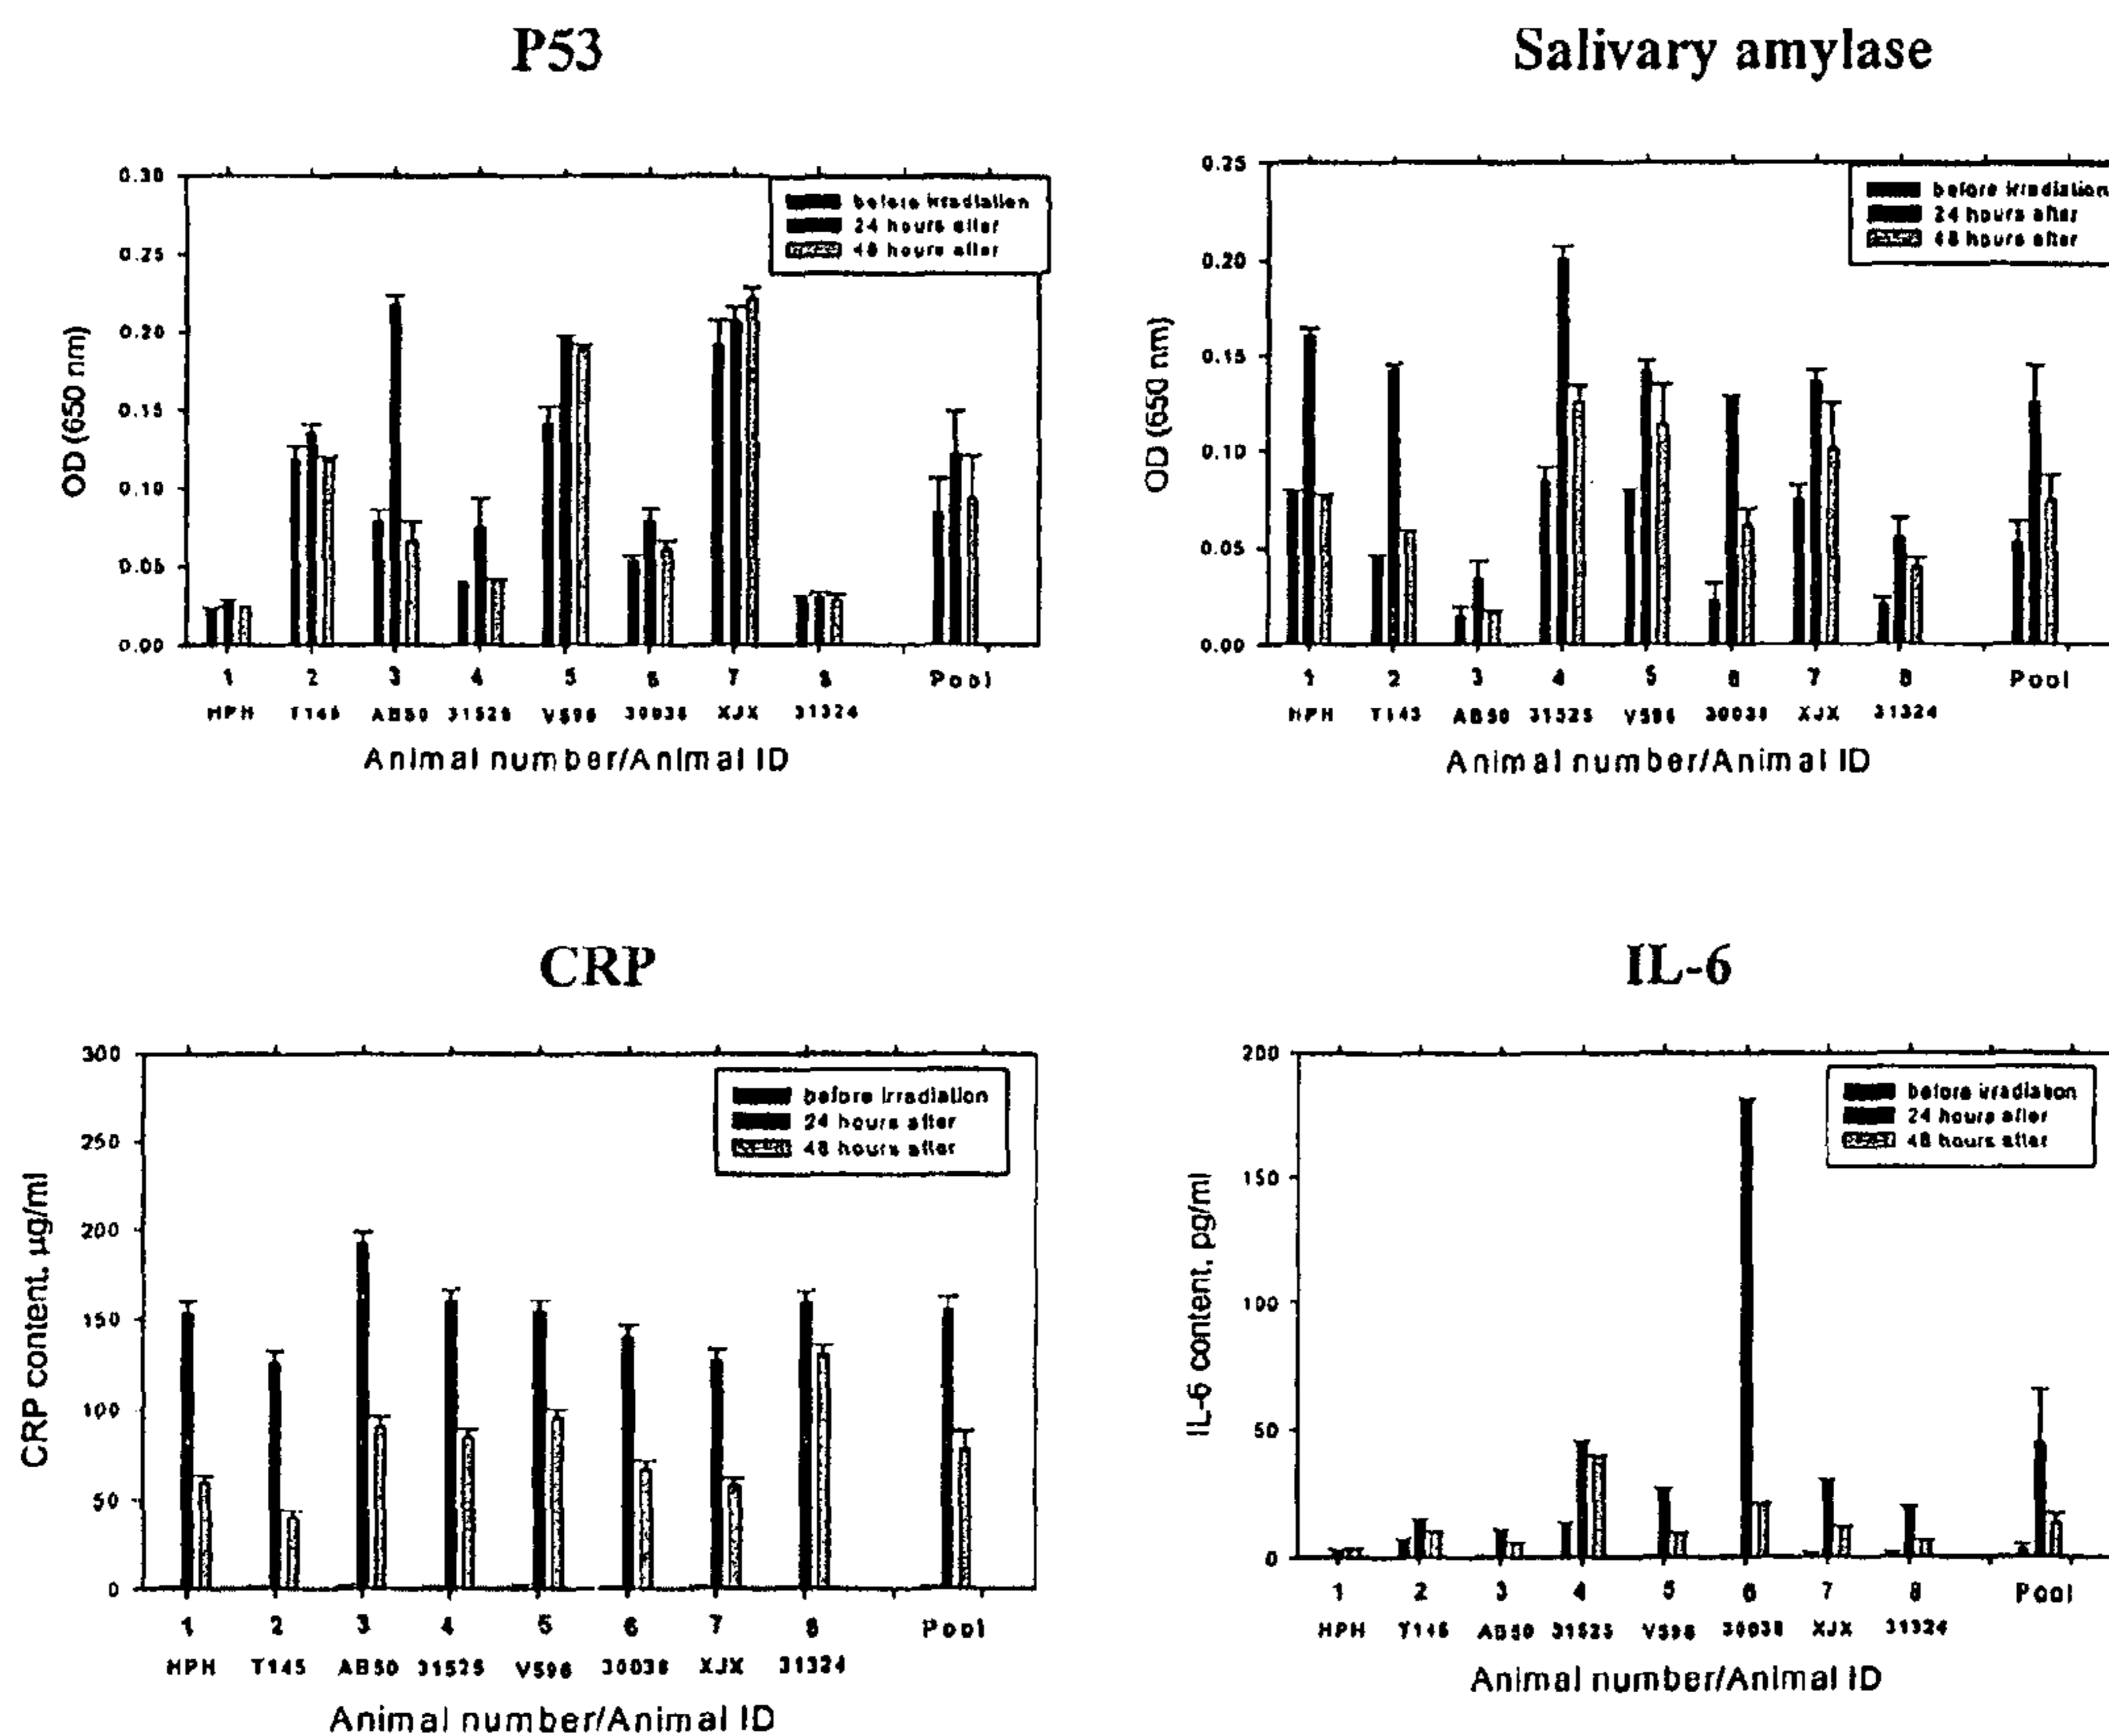 P53
OD (650 nm)
0.30
0.25
0.20
0.15
0.10
0.05
0.00
before irradiation
24 hours after
48 hours after
1 2 3 4 5 6 7 8 Pool
HPH T145 AB50 31525 V596 30036 XJX 31324
Animal number/Animal ID
Salivary amylase
OD (650 nm)
0.25
0.20
0.15
0.10
0.05
0.00
before irradiation
24 hours after
48 hours after
1 2 3 4 5 6 7 8 Pool
HPH T145 AB50 31525 V596 XJX 31324
Animal number/Animal ID
CRP
CRP content, µg/ml
300
250
200
150
100
50
0
before irradiation
24 hours after
48 hours after
1 2 3 4 5 6 7 8 Pool
HPH T145 AB50 31525 V596 30036 XJX 31324
Animal number/Animal ID
IL-6
IL-6 content, pg/ml
200
150
100
50
0
before irradiation
24 hours after
48 hours after
1 2 3 4 5 6 7 8 Pool
HPH T145 AB50 31525 V596 XJX 31324
Animal number/Animal ID